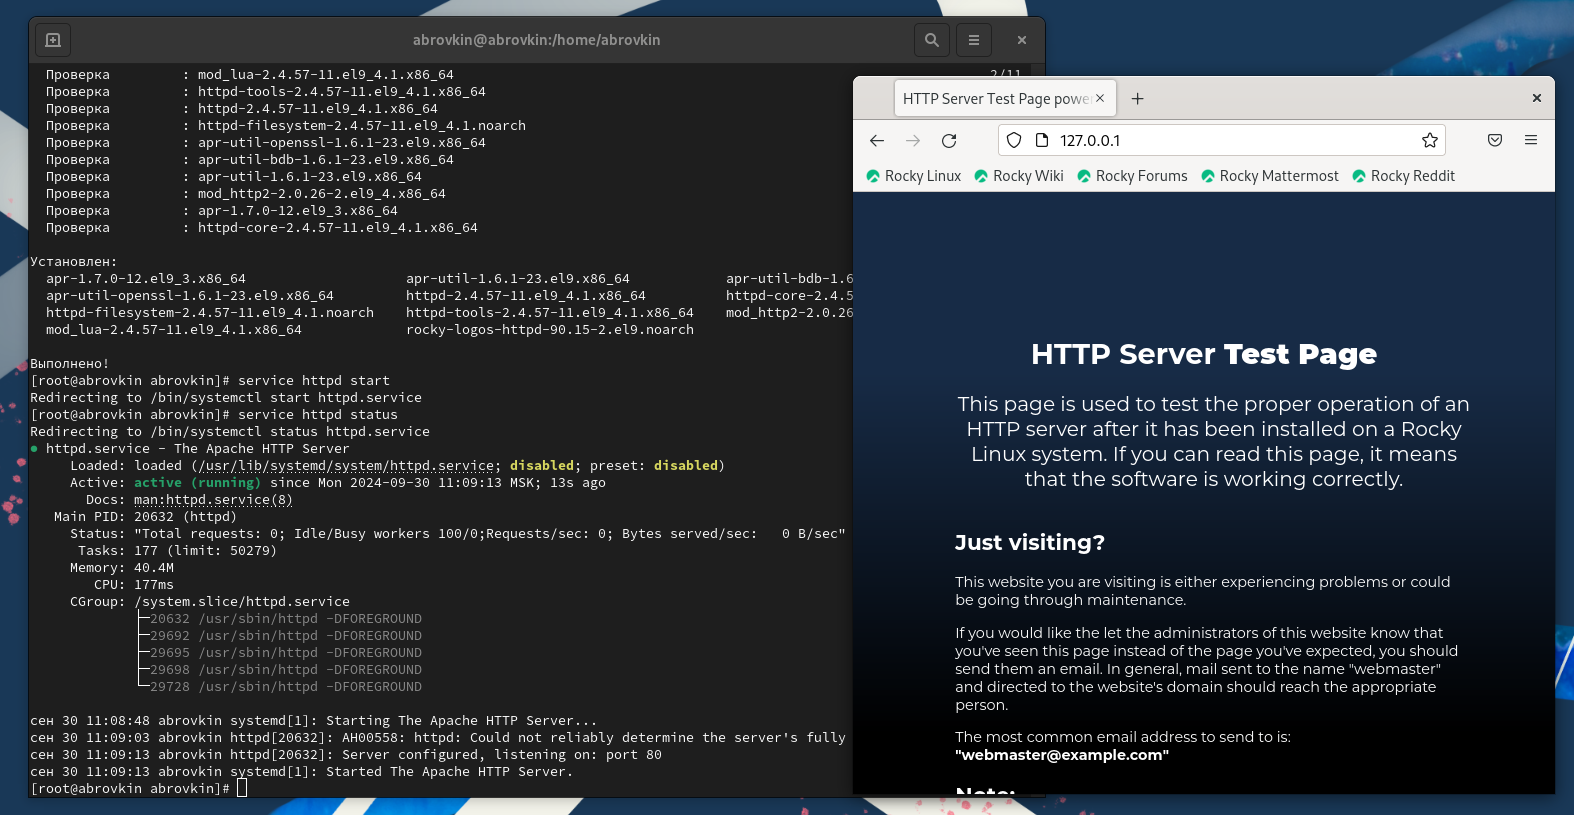 abrovkin@abrovkin:/home/abrovkin
Проверка : mod_lua-2.4.57-11.el9_4.1.x86_64 2/11
Проверка : httpd-tools-2.4.57-11.el9_4.1.x86_64
Проверка : httpd-2.4.57-11.el9_4.1.x86_64
Проверка : httpd-filesystem-2.4.57-11.el9_4.1.noarch
Проверка : apr-util-openssl-1.6.1-23.el9.x86_64
Проверка : apr-util-bdb-1.6.1-23.el9.x86_64
Проверка : apr-util-1.6.1-23.el9.x86_64
Проверка : mod_http2-2.0.26-2.el9_4.x86_64
Проверка : apr-1.7.0-12.el9_3.x86_64
Проверка : httpd-core-2.4.57-11.el9_4.1.x86_64
Установлен:
apr-1.7.0-12.el9_3.x86_64 apr-util-1.6.1-23.el9.x86_64 apr-util-bdb-1.6
apr-util-openssl-1.6.1-23.el9.x86_64 httpd-2.4.57-11.el9_4.1.x86_64 httpd-core-2.4.5
httpd-filesystem-2.4.57-11.el9_4.1.noarch httpd-tools-2.4.57-11.el9_4.1.x86_64 mod_http2-2.0.26
mod_lua-2.4.57-11.el9_4.1.x86_64 rocky-logos-httpd-90.15-2.el9.noarch
Выполнено!
[root@abrovkin abrovkin]# service httpd start
Redirecting to /bin/systemctl start httpd.service
[root@abrovkin abrovkin]# service httpd status
Redirecting to /bin/systemctl status httpd.service
● httpd.service - The Apache HTTP Server
Loaded: loaded (/usr/lib/systemd/system/httpd.service; disabled; preset: disabled)
Active: active (running) since Mon 2024-09-30 11:09:13 MSK; 13s ago
Docs: man:httpd.service(8)
Main PID: 20632 (httpd)
Status: "Total requests: 0; Idle/Busy workers 100/0;Requests/sec: 0; Bytes served/sec:   0 B/sec"
Tasks: 177 (limit: 50279)
Memory: 40.4M
CPU: 177ms
CGroup: /system.slice/httpd.service
├─20632 /usr/sbin/httpd -DFOREGROUND
├─29692 /usr/sbin/httpd -DFOREGROUND
├─29695 /usr/sbin/httpd -DFOREGROUND
├─29698 /usr/sbin/httpd -DFOREGROUND
└─29728 /usr/sbin/httpd -DFOREGROUND
сен 30 11:08:48 abrovkin systemd[1]: Starting The Apache HTTP Server...
сен 30 11:09:03 abrovkin httpd[20632]: AH00558: httpd: Could not reliably determine the server's fully
сен 30 11:09:13 abrovkin httpd[20632]: Server configured, listening on: port 80
сен 30 11:09:13 abrovkin systemd[1]: Started The Apache HTTP Server.
[root@abrovkin abrovkin]#
HTTP Server Test Page powe
127.0.0.1
Rocky Linux Rocky Wiki Rocky Forums Rocky Mattermost Rocky Reddit
HTTP Server Test Page
This page is used to test the proper operation of an
HTTP server after it has been installed on a Rocky
Linux system. If you can read this page, it means
that the software is working correctly.
Just visiting?
This website you are visiting is either experiencing problems or could
be going through maintenance.
If you would like the let the administrators of this website know that
you've seen this page instead of the page you've expected, you should
send them an email. In general, mail sent to the name "webmaster"
and directed to the website's domain should reach the appropriate
person.
The most common email address to send to is:
"webmaster@example.com"
Note: